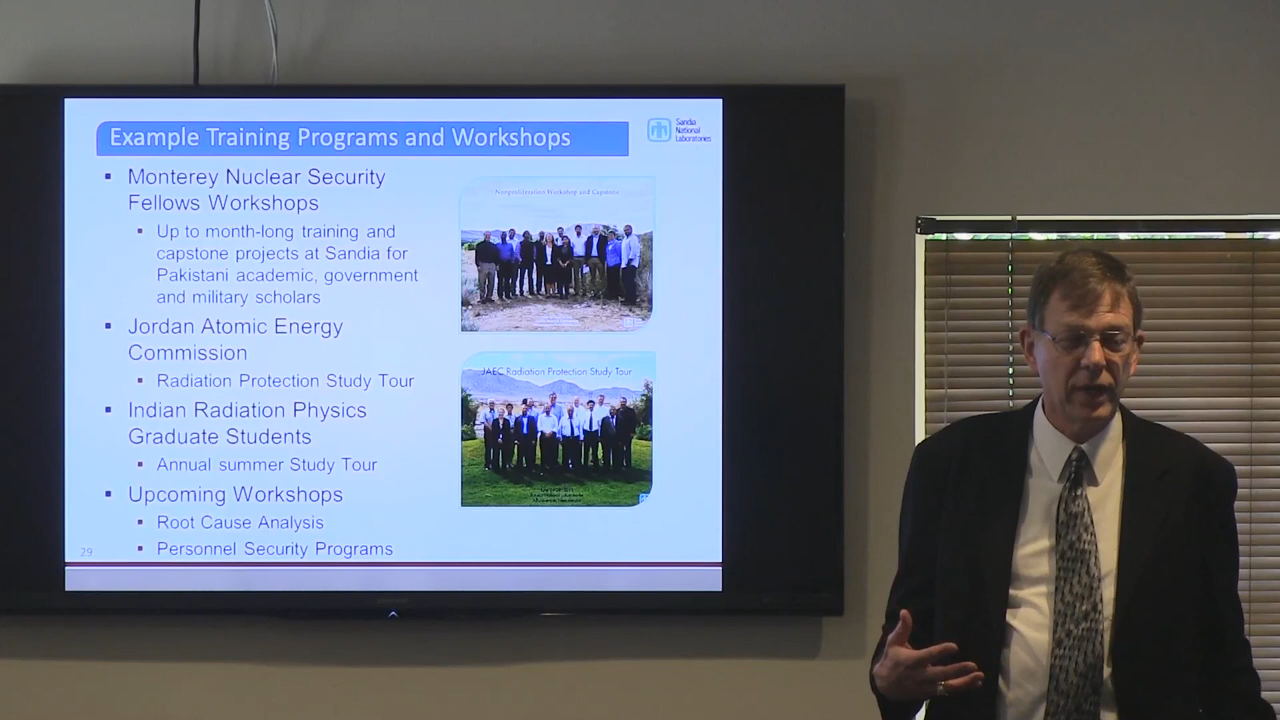 Example Training Programs and Workshops
Sandia
National
Laboratories
▪ Monterey Nuclear Security
Fellows Workshops
▪ Up to month-long training and
capstone projects at Sandia for
Pakistani academic, government
and military scholars
▪ Jordan Atomic Energy
Commission
▪ Radiation Protection Study Tour
▪ Indian Radiation Physics
Graduate Students
▪ Annual summer Study Tour
▪ Upcoming Workshops
▪ Root Cause Analysis
▪ Personnel Security Programs
29
Nonproliferation Workshop and Capstone
JAEC Radiation Protection Study Tour